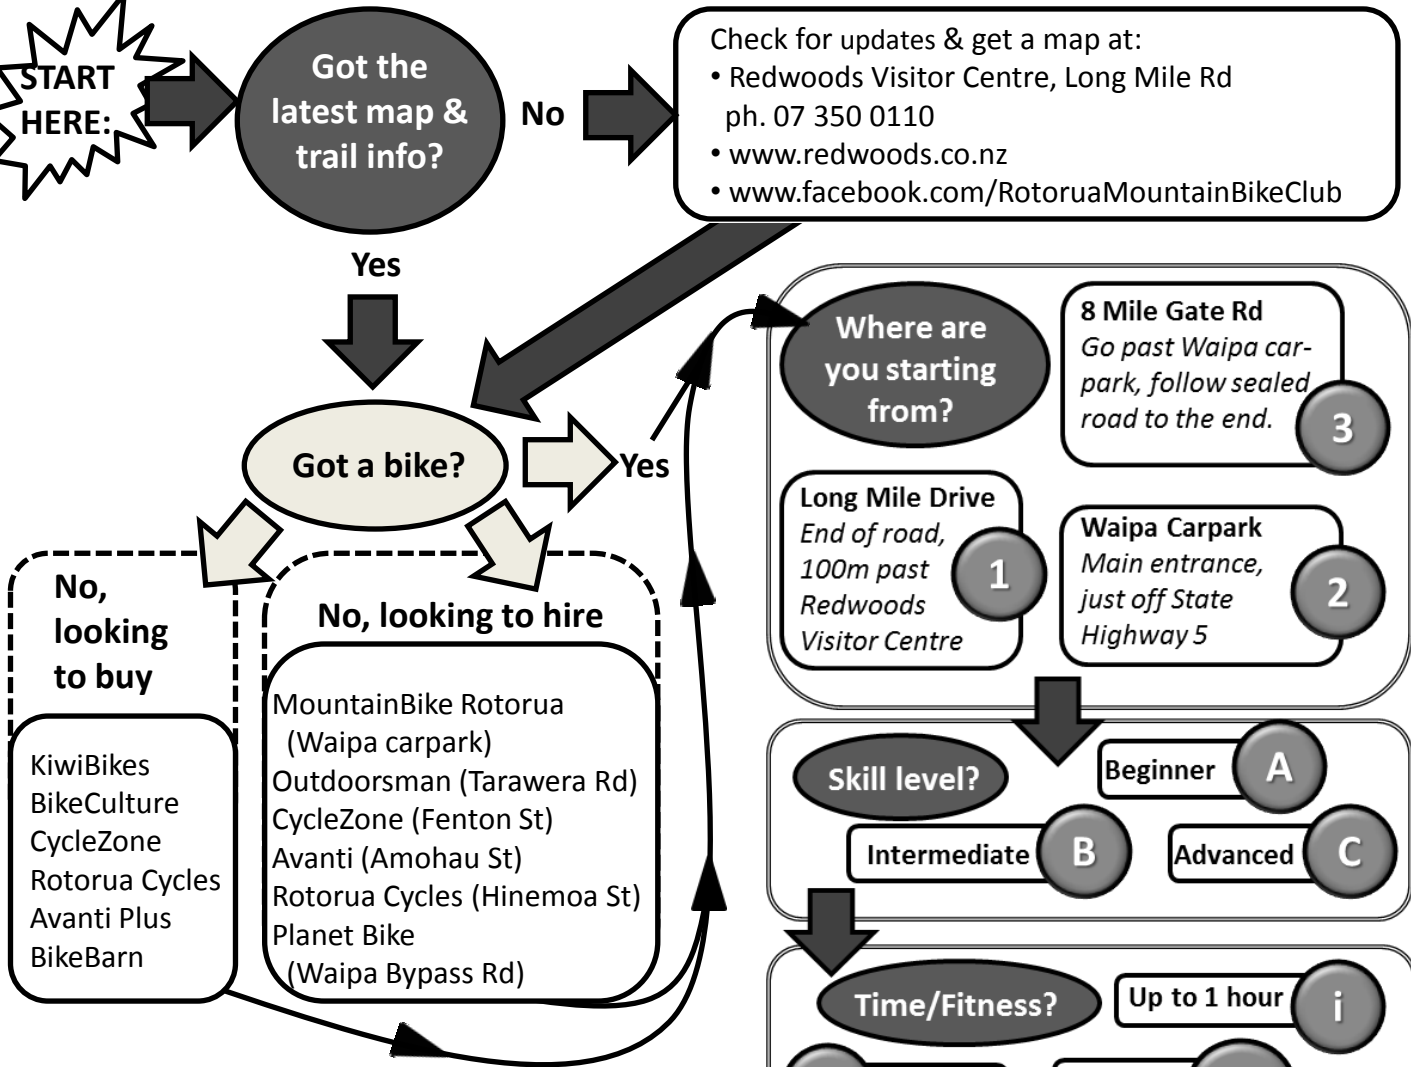 START
HERE:
Got the
latest map &
trail info?
No
Check for updates & get a map at:
• Redwoods Visitor Centre, Long Mile Rd
ph. 07 350 0110
• www.redwoods.co.nz
• www.facebook.com/RotoruaMountainBikeClub
Yes
Got a bike?
Yes
No,
looking
to buy
KiwiBikes
BikeCulture
CycleZone
Rotorua Cycles
Avanti Plus
BikeBarn
No, looking to hire
MountainBike Rotorua
(Waipa carpark)
Outdoorsman (Tarawera Rd)
CycleZone (Fenton St)
Avanti (Amohau St)
Rotorua Cycles (Hinemoa St)
Planet Bike
(Waipa Bypass Rd)
Where are
you starting
from?
8 Mile Gate Rd
Go past Waipa car-
park, follow sealed
road to the end.
3
Long Mile Drive
End of road,
100m past
Redwoods
Visitor Centre
1
Waipa Carpark
Main entrance,
just off State
Highway 5
2
Skill level?
Beginner
A
Intermediate
B
Advanced
C
Time/Fitness?
Up to 1 hour
i